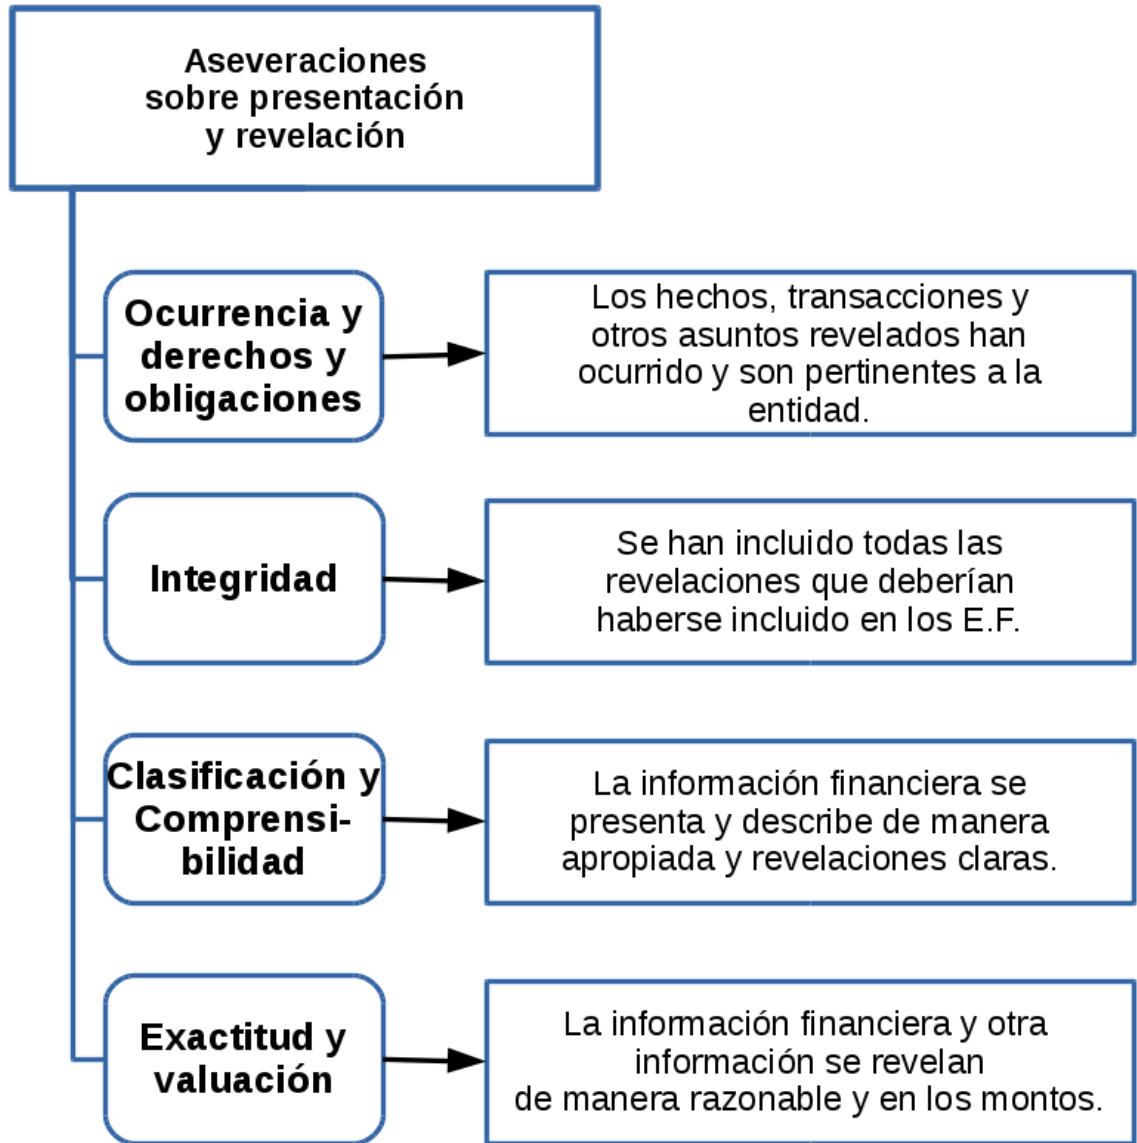 Aseveraciones
sobre presentación
y revelación
Ocurrencia y
derechos y
obligaciones
Los hechos, transacciones y
otros asuntos revelados han
ocurrido y son pertinentes a la
entidad.
Integridad
Se han incluido todas las
revelaciones que deberían
haberse incluido en los E.F.
Clasificación y
Comprensi-
bilidad
La información financiera se
presenta y describe de manera
apropiada y revelaciones claras.
Exactitud y
valuación
La información financiera y otra
información se revelan
de manera razonable y en los montos.